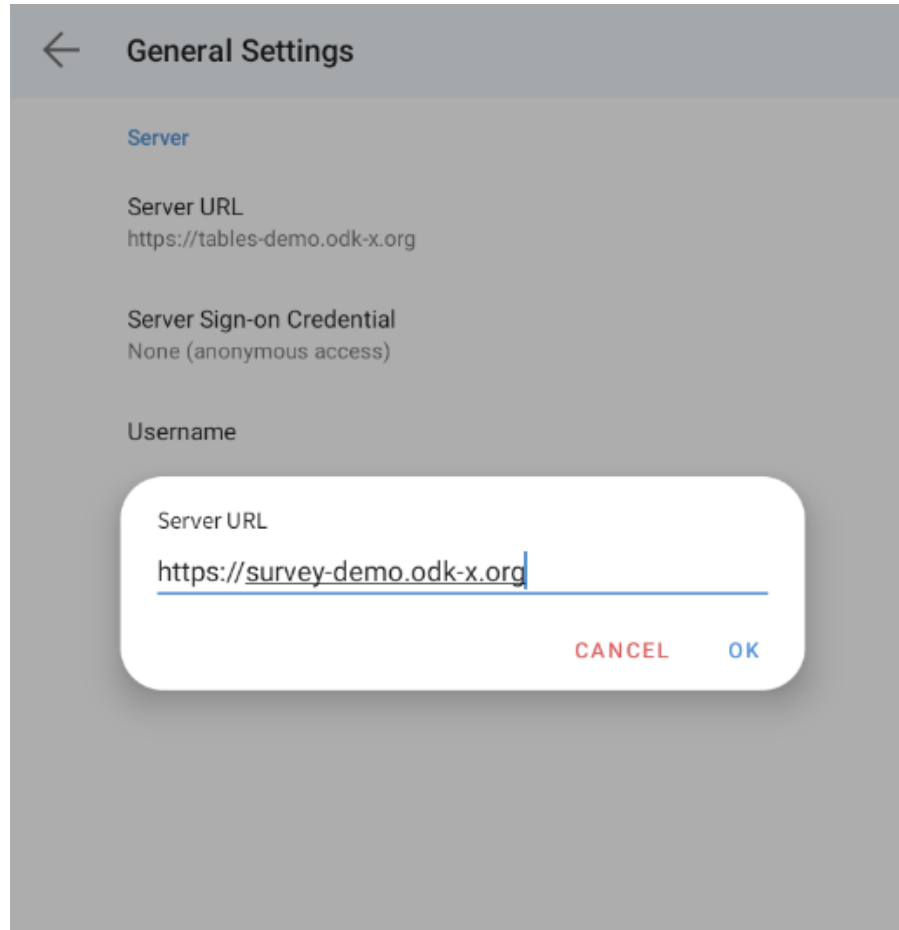 General Settings
Server
Server URL
https://tables-demo.odk-x.org
Server Sign-on Credential
None (anonymous access)
Username
Server URL
https://survey-demo.odk-x.org
CANCEL OK